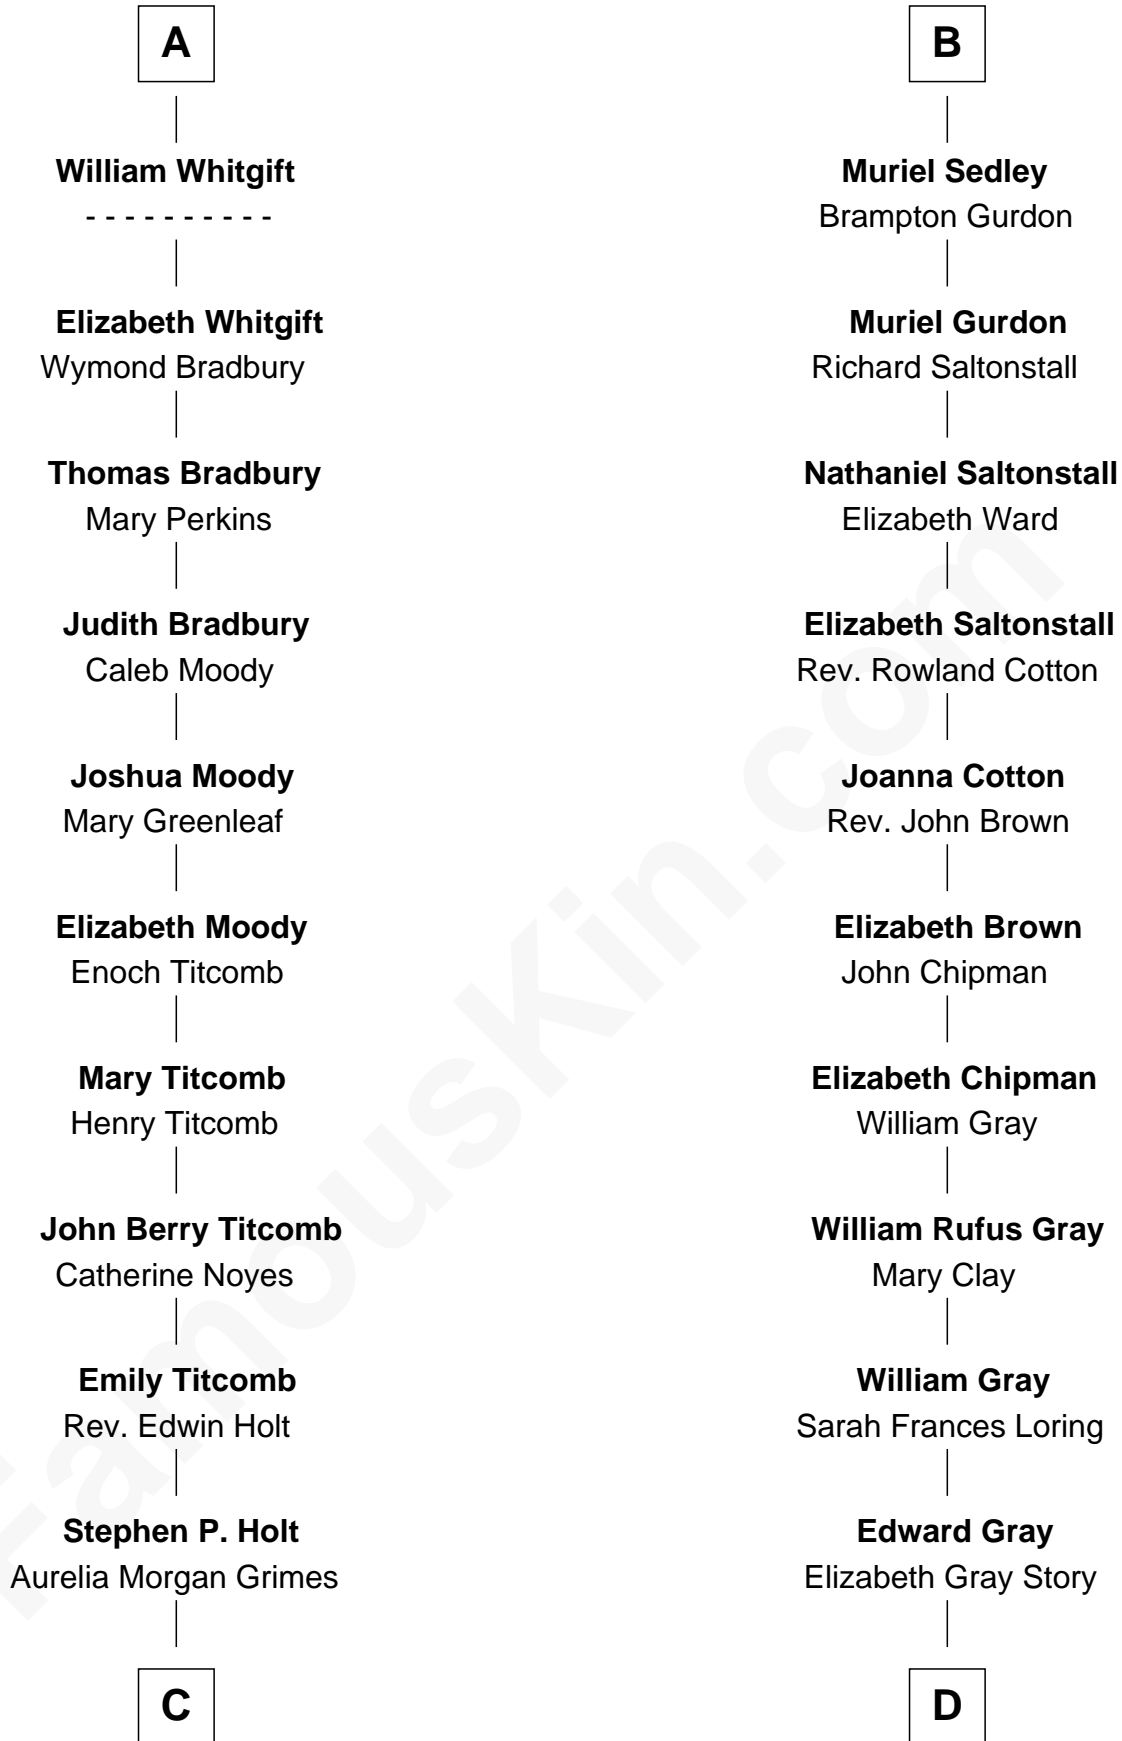 A
William Whitgift
- - - - - - - - - -
Elizabeth Whitgift
Wymond Bradbury
Thomas Bradbury
Mary Perkins
Judith Bradbury
Caleb Moody
Joshua Moody
Mary Greenleaf
Elizabeth Moody
Enoch Titcomb
Mary Titcomb
Henry Titcomb
John Berry Titcomb
Catherine Noyes
Emily Titcomb
Rev. Edwin Holt
Stephen P. Holt
Aurelia Morgan Grimes
C
B
Muriel Sedley
Brampton Gurdon
Muriel Gurdon
Richard Saltonstall
Nathaniel Saltonstall
Elizabeth Ward
Elizabeth Saltonstall
Rev. Rowland Cotton
Joanna Cotton
Rev. John Brown
Elizabeth Brown
John Chipman
Elizabeth Chipman
William Gray
William Rufus Gray
Mary Clay
William Gray
Sarah Frances Loring
Edward Gray
Elizabeth Gray Story
D
FamousKin.com